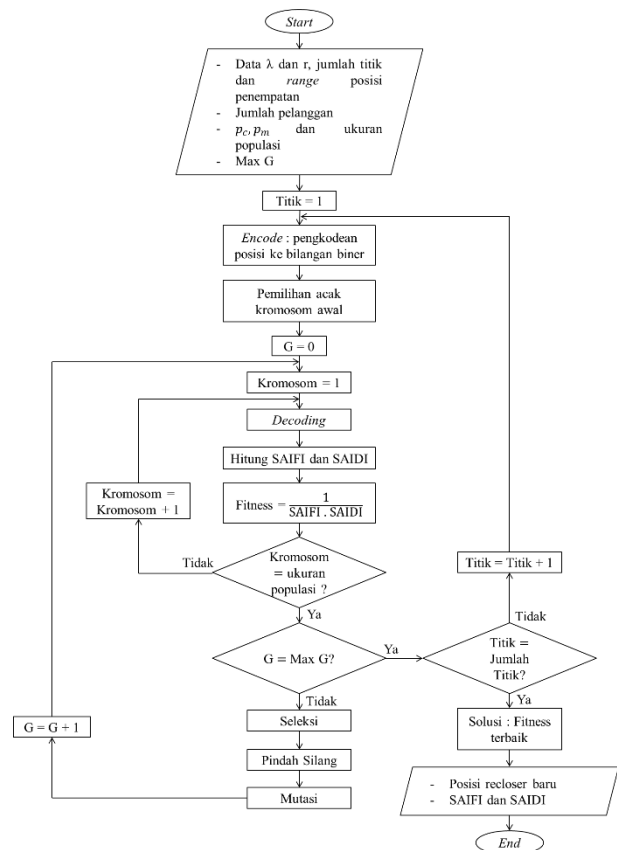 Start
- Data λ dan r, jumlah titik
dan range posisi
penempatan
- Jumlah pelanggan
- p_c, p_m dan ukuran
populasi
- Max G
Titik = 1
Encode : pengkodean
posisi ke bilangan biner
Pemilihan acak
kromosom awal
G = 0
Kromosom = 1
Decoding
Hitung SAIFI dan SAIDI
Fitness = 1 / SAIFI . SAIDI
Kromosom =
Kromosom + 1
Kromosom
= ukuran
populasi ?
Tidak
Ya
G = Max G?
Ya
Tidak
Seleksi
Pindah Silang
Mutasi
G = G + 1
Titik = Titik + 1
Tidak
Titik =
Jumlah
Titik?
Ya
Solusi : Fitness
terbaik
- Posisi recloser baru
- SAIFI dan SAIDI
End